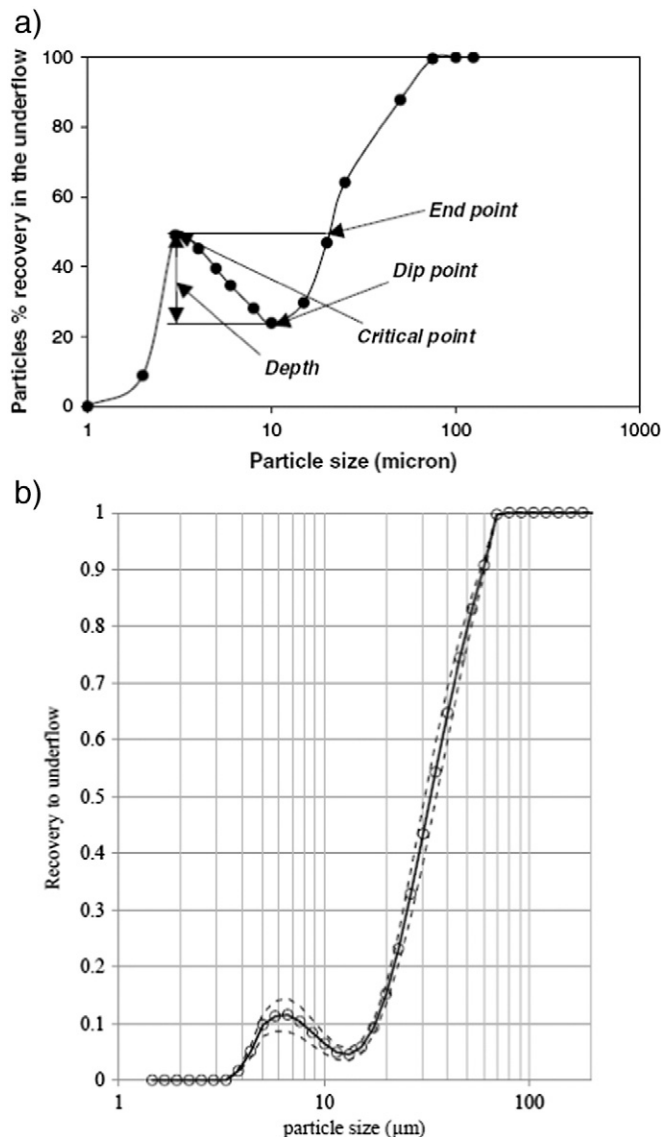 a)
Particles % recovery in the underflow
100
80
60
40
20
0
End point
Dip point
Critical point
Depth
1
10
100
1000
Particle size (micron)
b)
Recovery to underflow
1
0.9
0.8
0.7
0.6
0.5
0.4
0.3
0.2
0.1
0
1
10
100
particle size (μm)